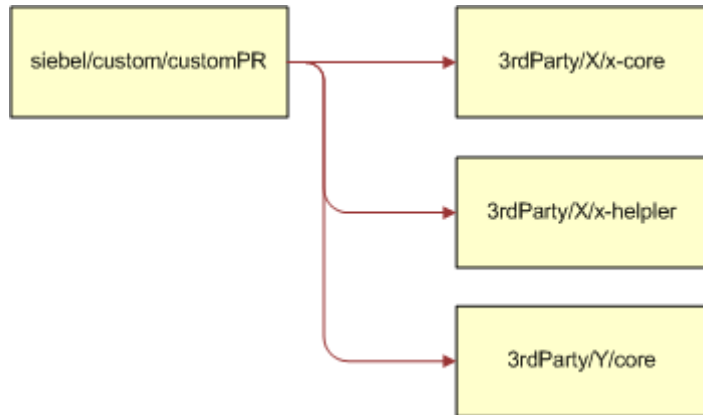 siebel/custom/customPR
3rdParty/X/x-core
3rdParty/X/x-helpler
3rdParty/Y/core